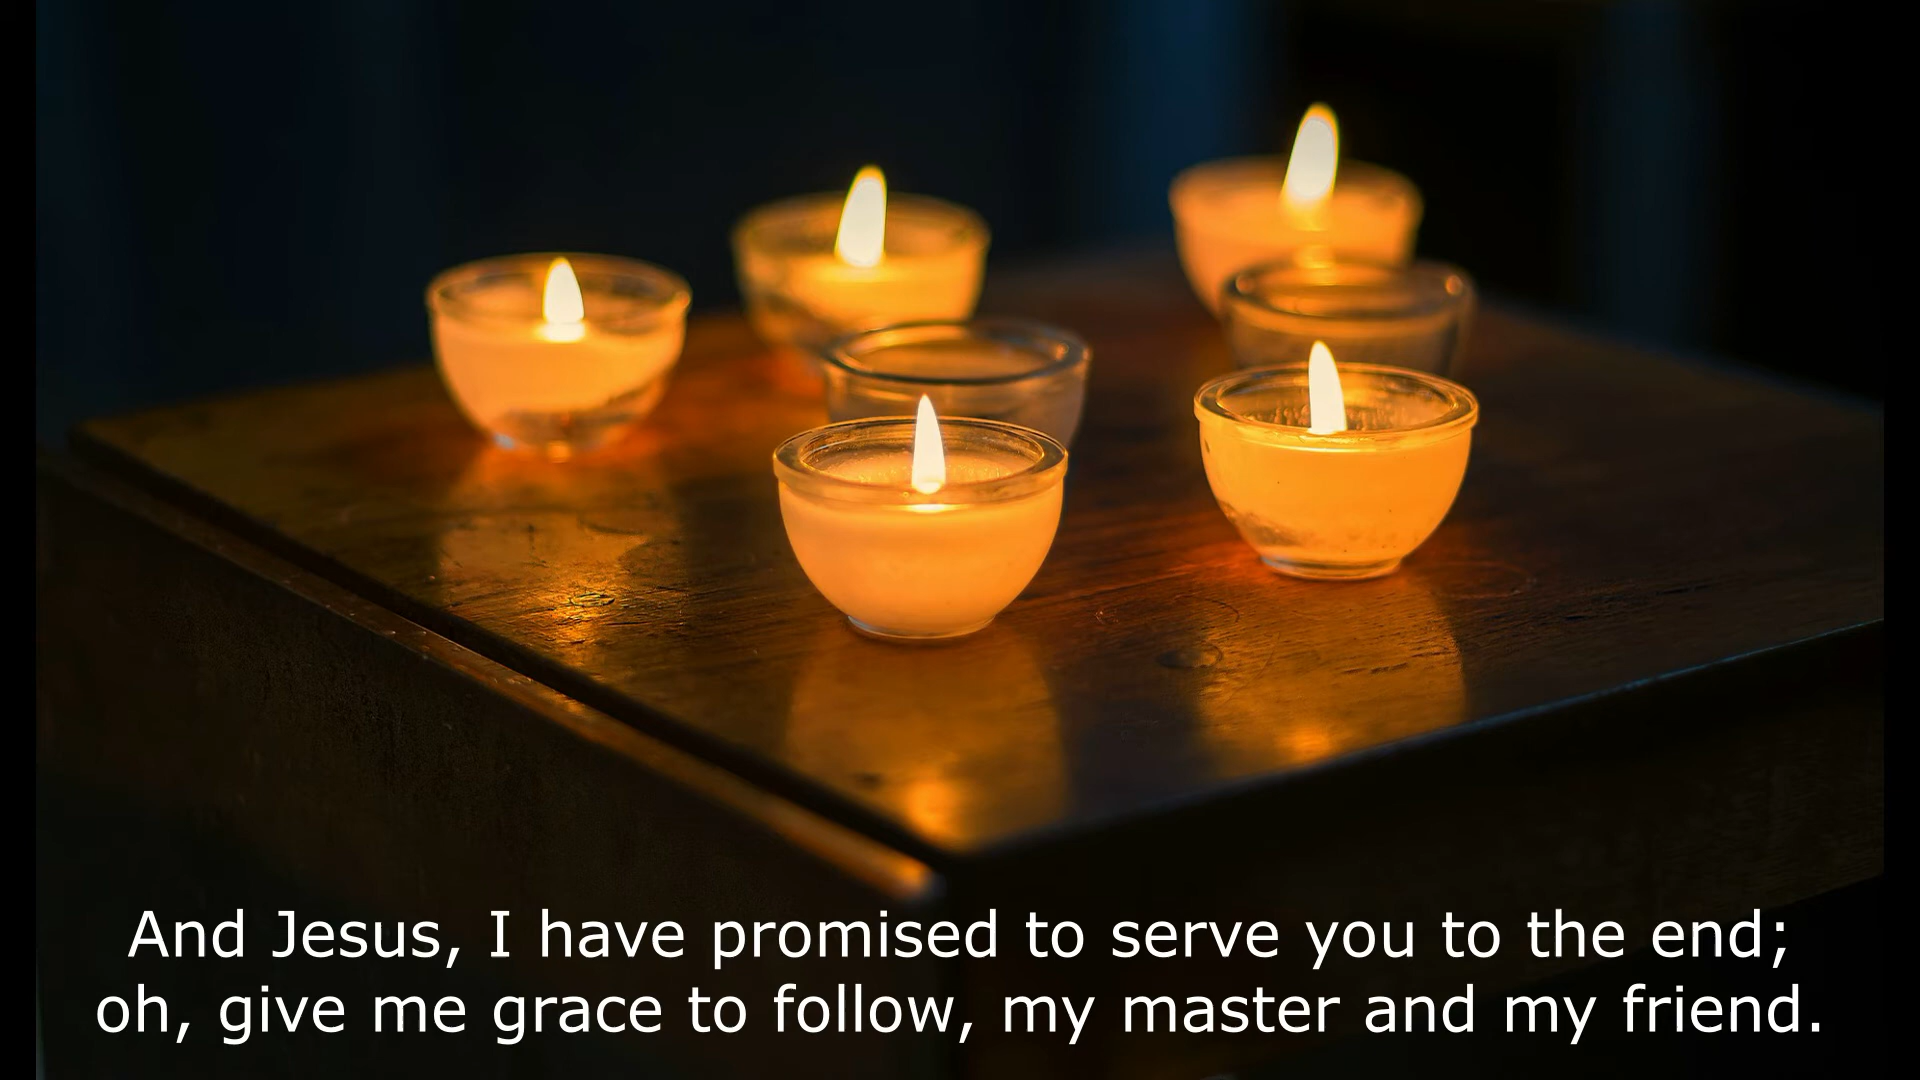 And Jesus, I have promised to serve you to the end;
oh, give me grace to follow, my master and my friend.